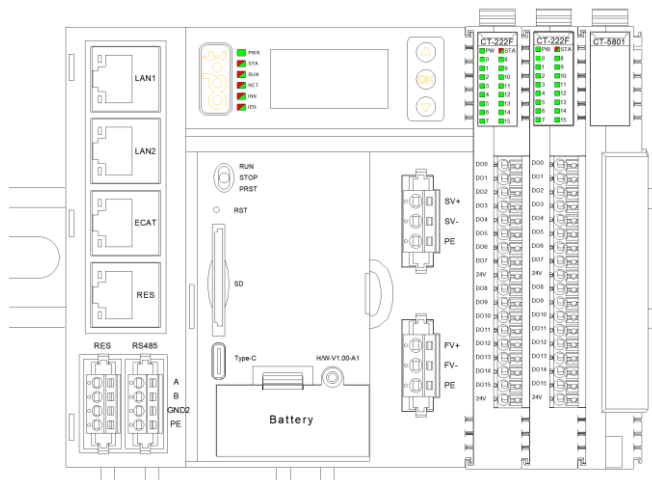 LAN1
LAN2
ECAT
RES
RES RS485
A
B
GND2
PE
PWR
STA
RUN
NET
IER
OK
RUN
STOP
PRST
RST
SD
Type-C
H/W-V1.00-A1
Battery
SV+
SV-
PE
FV+
FV-
PE
CT-222F
PW STA
0 8
1 9
2 10
3 11
4 12
5 13
6 14
7 15
DO0
DO1
DO2
DO3
DO4
DO5
DO6
DO7
24V
DO8
DO9
DO10
DO11
DO12
DO13
DO14
DO15
24V
CT-222F
PW STA
0 8
1 9
2 10
3 11
4 12
5 13
6 14
7 15
DO0
DO1
DO2
DO3
DO4
DO5
DO6
DO7
24V
DO8
DO9
DO10
DO11
DO12
DO13
DO14
DO15
24V
CT-5801